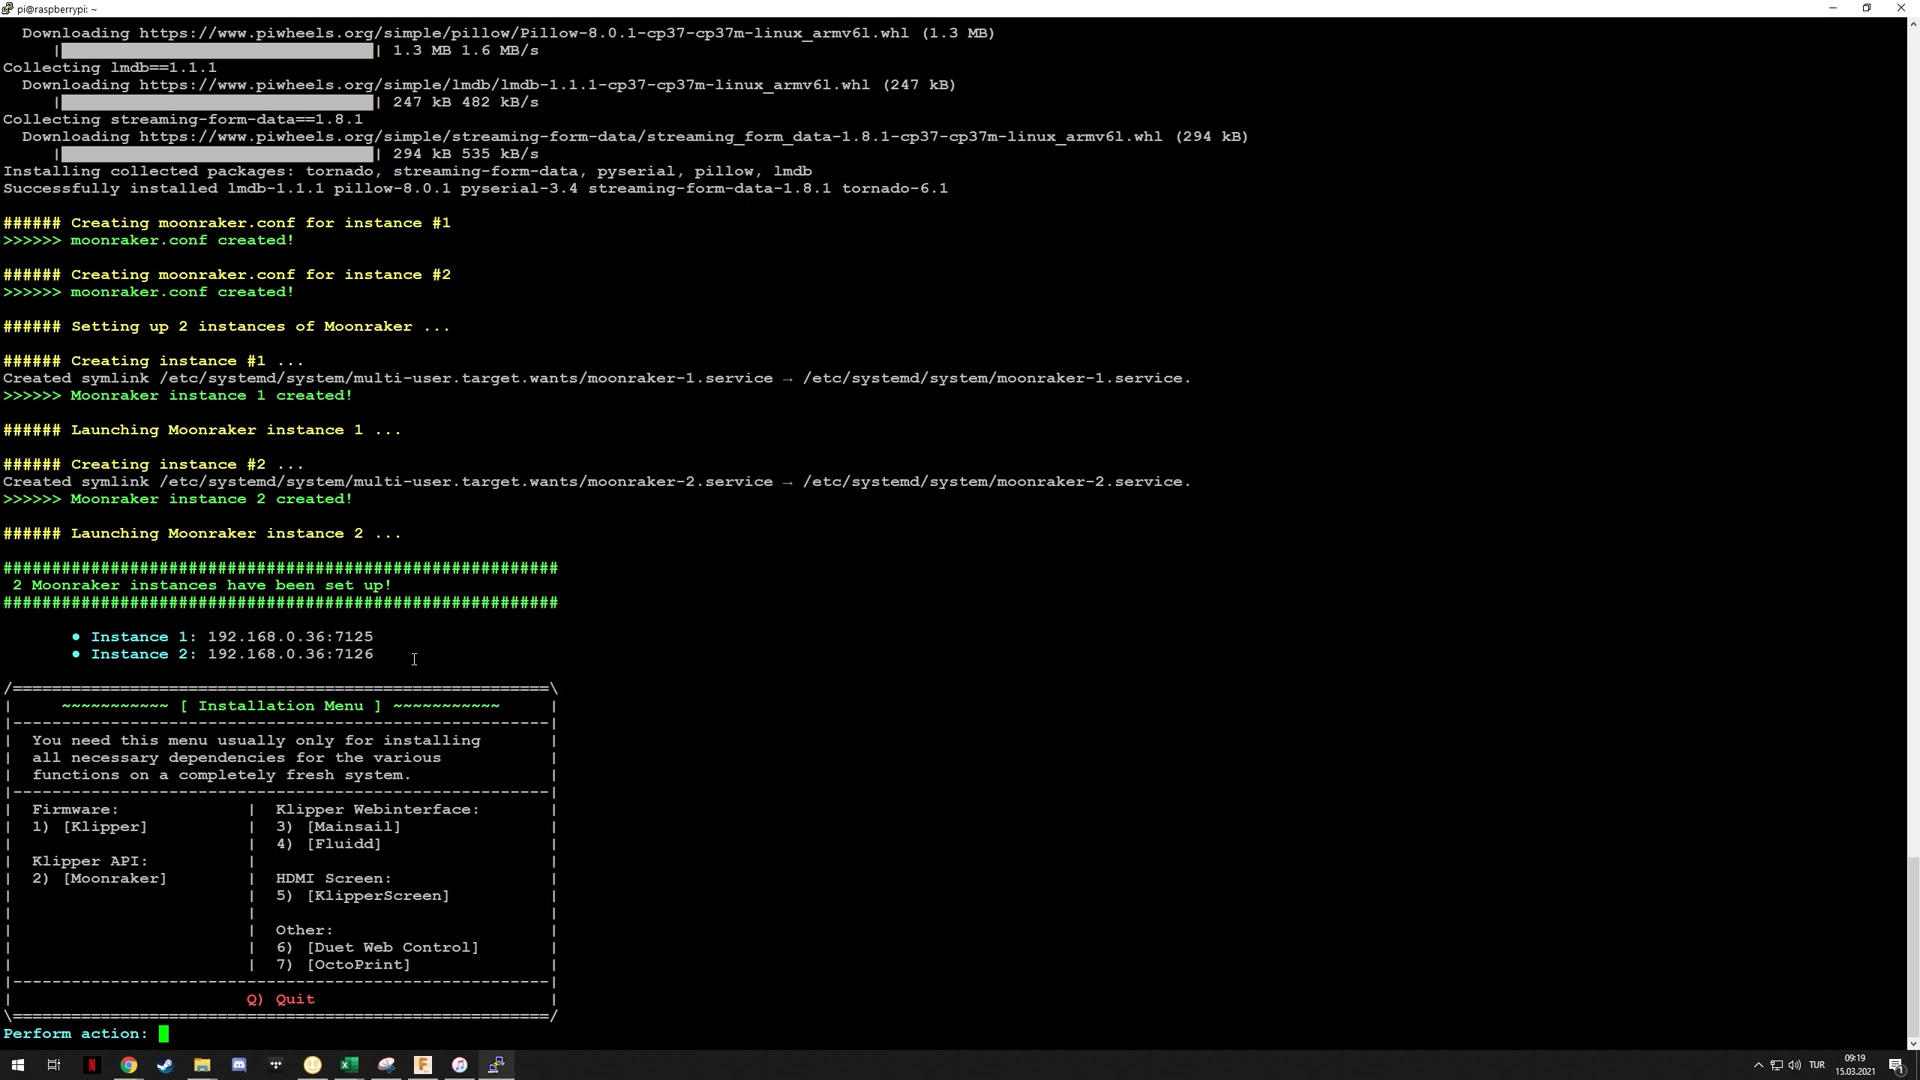 pi@raspberrypi: ~
Downloading https://www.piwheels.org/simple/pillow/Pillow-8.0.1-cp37-cp37m-linux_armv6l.whl (1.3 MB)
|████████████████████████████████| 1.3 MB 1.6 MB/s
Collecting lmdb==1.1.1
Downloading https://www.piwheels.org/simple/lmdb/lmdb-1.1.1-cp37-cp37m-linux_armv6l.whl (247 kB)
|████████████████████████████████| 247 kB 482 kB/s
Collecting streaming-form-data==1.8.1
Downloading https://www.piwheels.org/simple/streaming-form-data/streaming_form_data-1.8.1-cp37-cp37m-linux_armv6l.whl (294 kB)
|████████████████████████████████| 294 kB 535 kB/s
Installing collected packages: tornado, streaming-form-data, pyserial, pillow, lmdb
Successfully installed lmdb-1.1.1 pillow-8.0.1 pyserial-3.4 streaming-form-data-1.8.1 tornado-6.1
###### Creating moonraker.conf for instance #1
>>>>>> moonraker.conf created!
###### Creating moonraker.conf for instance #2
>>>>>> moonraker.conf created!
###### Setting up 2 instances of Moonraker ...
###### Creating instance #1 ...
Created symlink /etc/systemd/system/multi-user.target.wants/moonraker-1.service → /etc/systemd/system/moonraker-1.service.
>>>>>> Moonraker instance 1 created!
###### Launching Moonraker instance 1 ...
###### Creating instance #2 ...
Created symlink /etc/systemd/system/multi-user.target.wants/moonraker-2.service → /etc/systemd/system/moonraker-2.service.
>>>>>> Moonraker instance 2 created!
###### Launching Moonraker instance 2 ...
#########################################################
2 Moonraker instances have been set up!
#########################################################
● Instance 1: 192.168.0.36:7125
● Instance 2: 192.168.0.36:7126
/=======================================================\
| ~~~~~~~~~~~ [ Installation Menu ] ~~~~~~~~~~~ |
|-------------------------------------------------------|
| You need this menu usually only for installing |
| all necessary dependencies for the various |
| functions on a completely fresh system. |
|-------------------------------------------------------|
| Firmware: | Klipper Webinterface: |
| 1) [Klipper] | 3) [Mainsail] |
| | 4) [Fluidd] |
| Klipper API: | |
| 2) [Moonraker] | HDMI Screen: |
| | 5) [KlipperScreen] |
| | |
| | Other: |
| | 6) [Duet Web Control] |
| | 7) [OctoPrint] |
|-------------------------------------------------------|
| Q) Quit |
\=======================================================/
Perform action:
TUR
09:19
15.03.2021